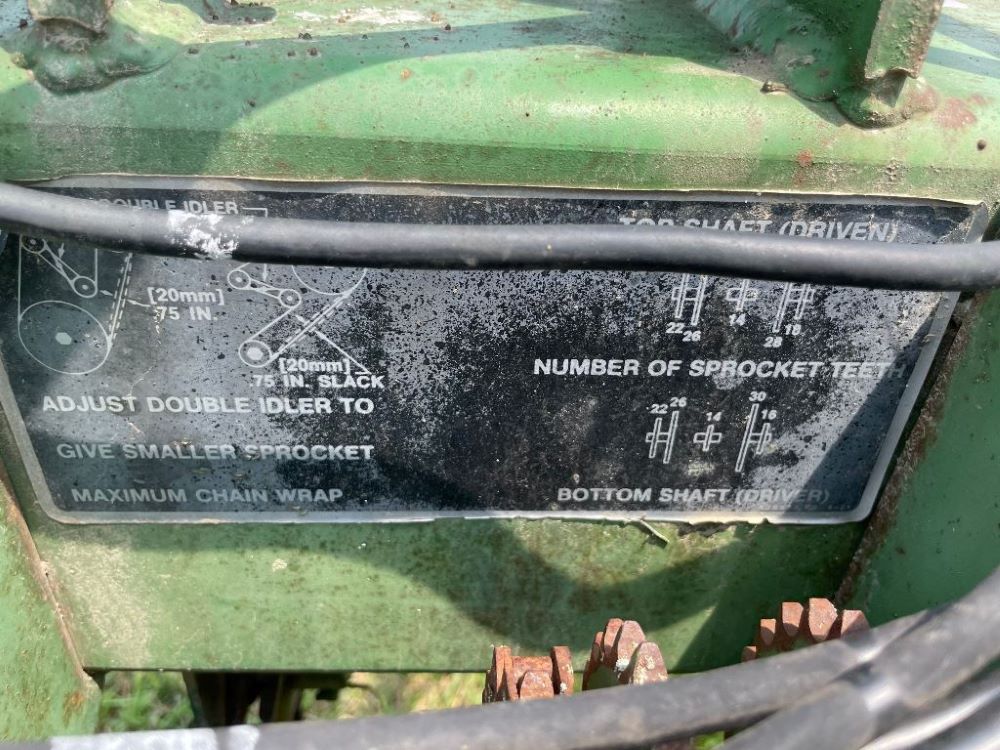 DOUBLE IDLER
[20mm]
.75 IN.
[20mm]
.75 IN. SLACK
ADJUST DOUBLE IDLER TO
GIVE SMALLER SPROCKET
MAXIMUM CHAIN WRAP
TOP SHAFT (DRIVEN)
22 26 14 28 18
NUMBER OF SPROCKET TEETH
22 26 14 30 16
BOTTOM SHAFT (DRIVER)